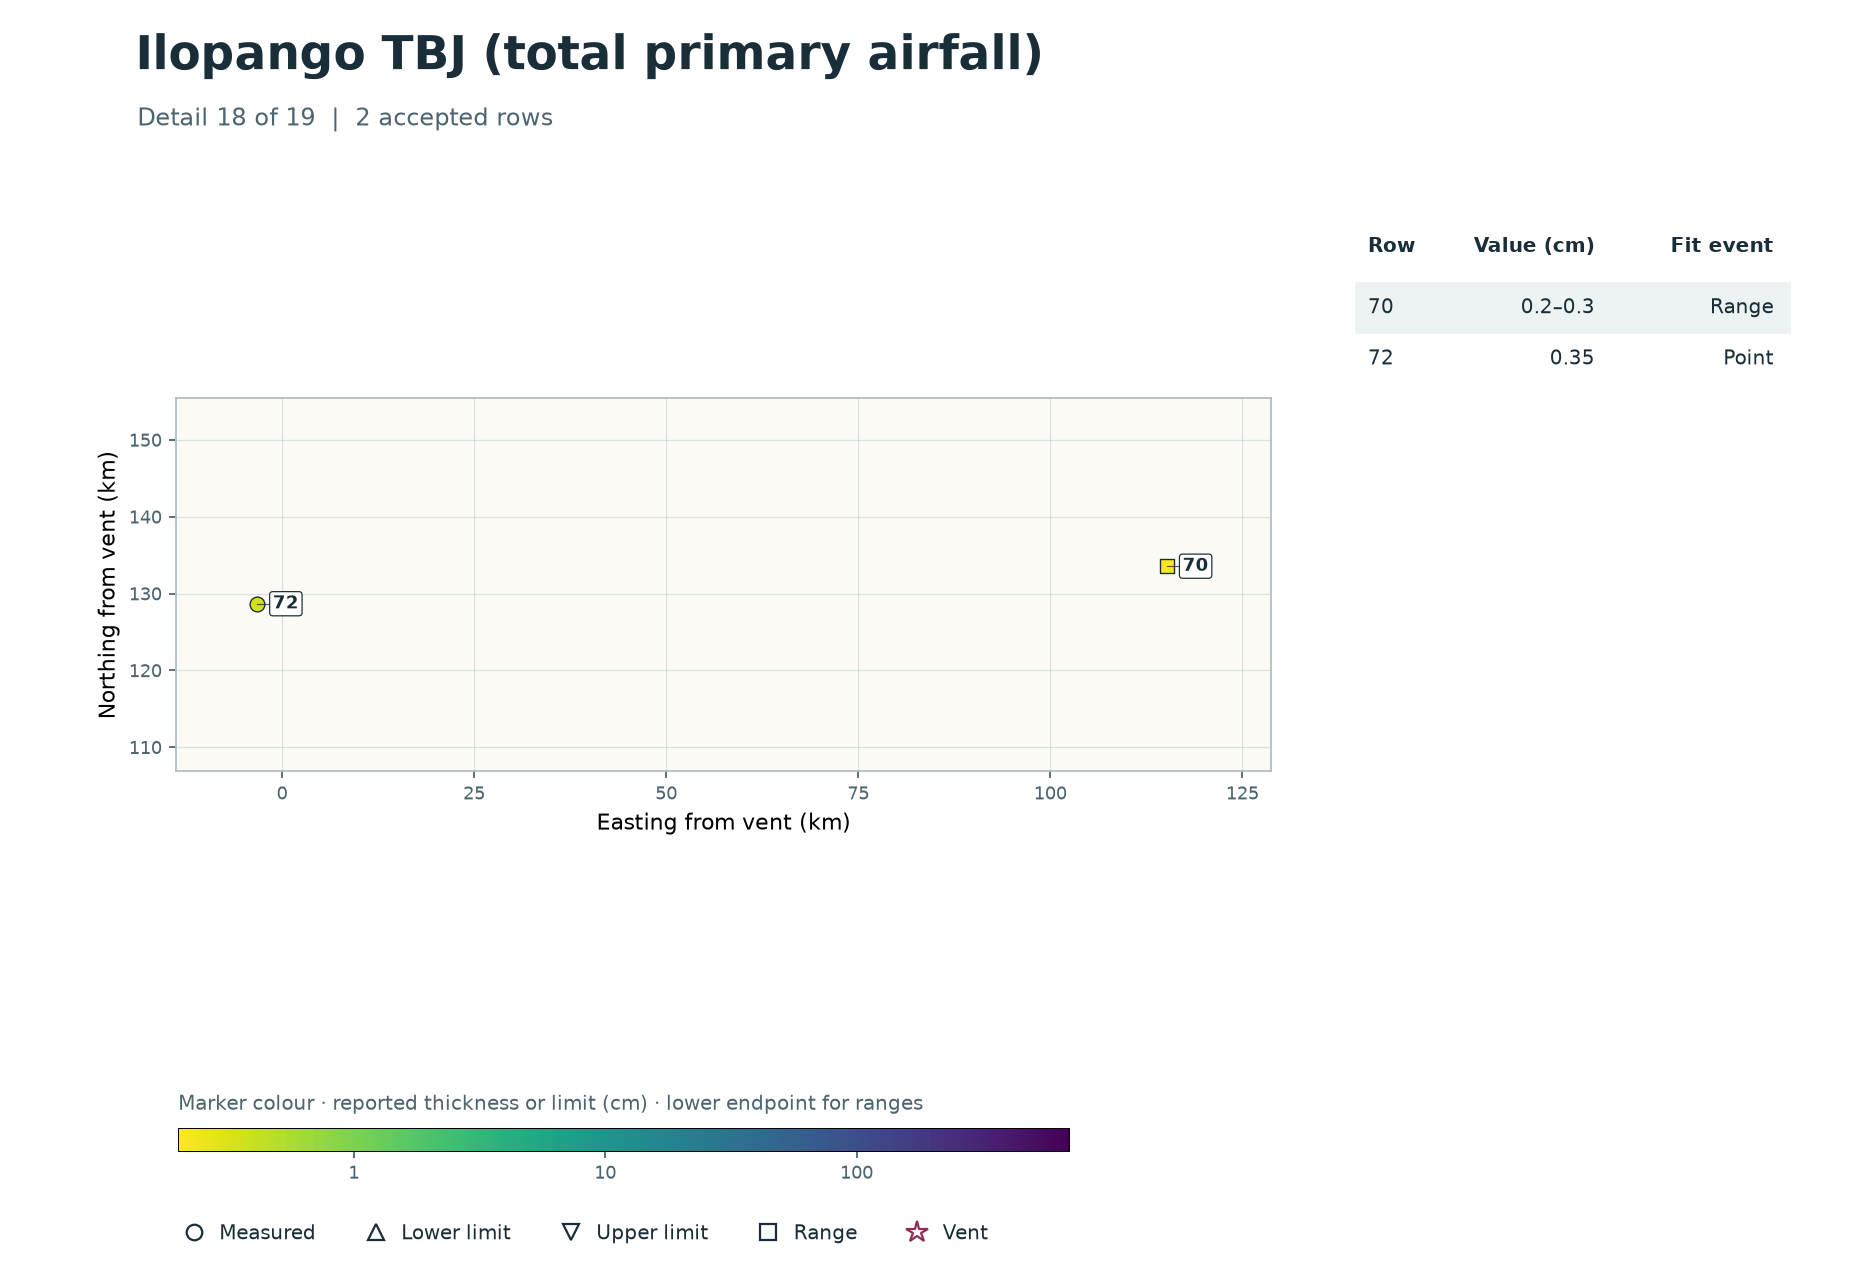 Ilopango TBJ (total primary airfall)
Detail 18 of 19 | 2 accepted rows
Row Value (cm) Fit event
70 0.2–0.3 Range
72 0.35 Point
Northing from vent (km)
150
140
130
120
110
72
70
0 25 50 75 100 125
Easting from vent (km)
Marker colour · reported thickness or limit (cm) · lower endpoint for ranges
1 10 100
Measured Lower limit Upper limit Range Vent